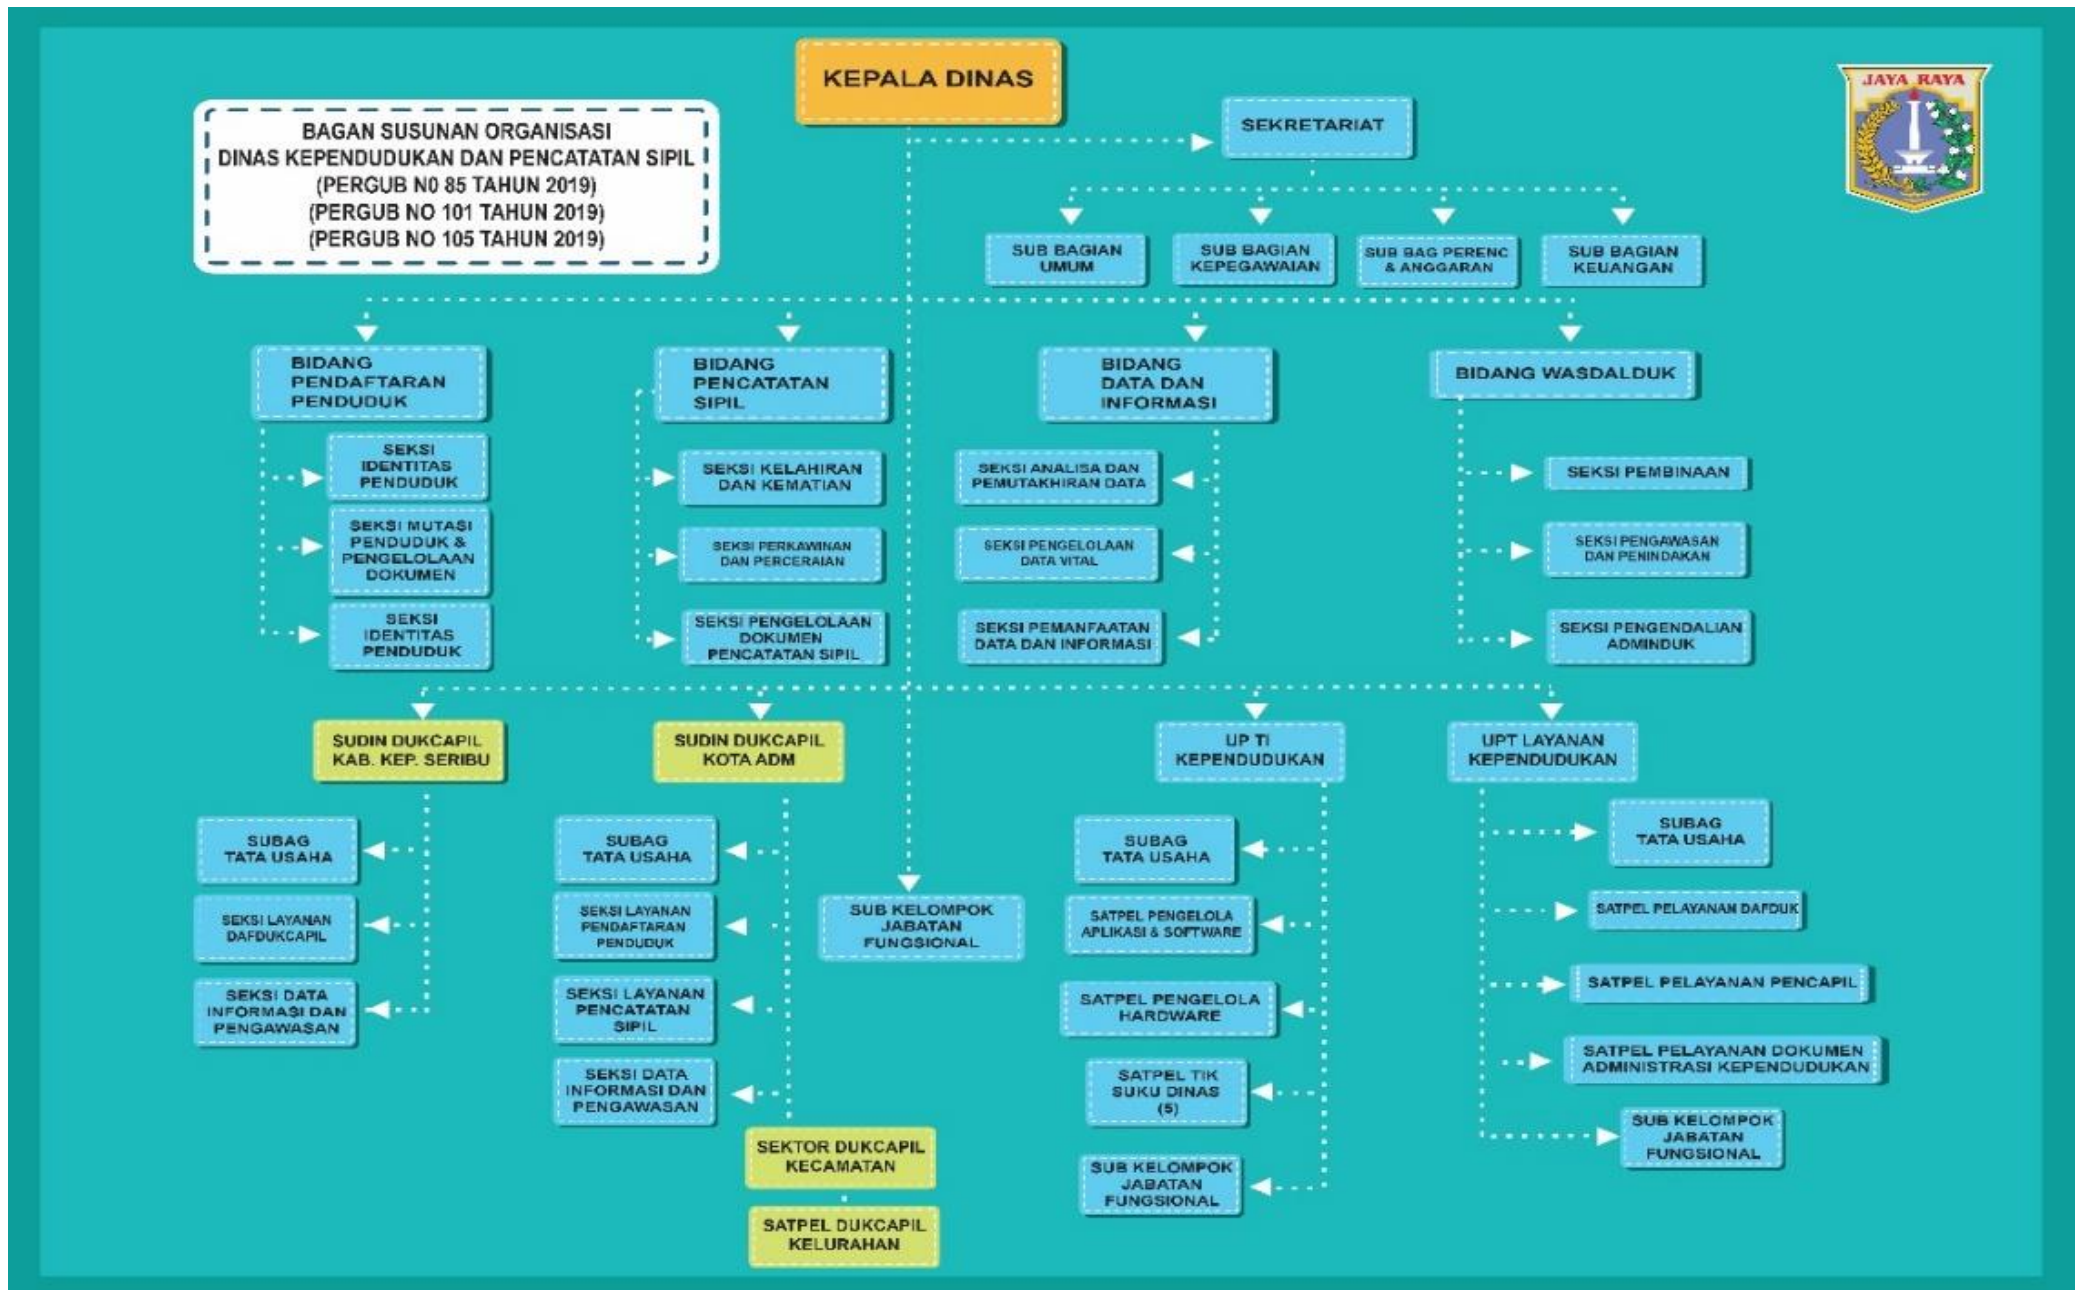 KEPALA DINAS
JAYA RAYA
BAGAN SUSUNAN ORGANISASI
DINAS KEPENDUDUKAN DAN PENCATATAN SIPIL
(PERGUB N0 85 TAHUN 2019)
(PERGUB NO 101 TAHUN 2019)
(PERGUB NO 105 TAHUN 2019)
SEKRETARIAT
SUB BAGIAN
UMUM
SUB BAGIAN
KEPEGAWAIAN
SUB BAG PERENC
& ANGGARAN
SUB BAGIAN
KEUANGAN
BIDANG
PENDAFTARAN
PENDUDUK
BIDANG
PENCATATAN
SIPIL
BIDANG
DATA DAN
INFORMASI
BIDANG WASDALDUK
SEKSI
IDENTITAS
PENDUDUK
SEKSI MUTASI
PENDUDUK &
PENGELOLAAN
DOKUMEN
SEKSI
IDENTITAS
PENDUDUK
SEKSI KELAHIRAN
DAN KEMATIAN
SEKSI PERKAWINAN
DAN PERCERAIAN
SEKSI PENGELOLAAN
DOKUMEN
PENCATATAN SIPIL
SEKSI ANALISA DAN
PEMUTAKHIRAN DATA
SEKSI PENGELOLAAN
DATA VITAL
SEKSI PEMANFAATAN
DATA DAN INFORMASI
SEKSI PEMBINAAN
SEKSI PENGAWASAN
DAN PENINDAKAN
SEKSI PENGENDALIAN
ADMINDUK
SUDIN DUKCAPIL
KAB. KEP. SERIBU
SUDIN DUKCAPIL
KOTA ADM
UP TI
KEPENDUDUKAN
UPT LAYANAN
KEPENDUDUKAN
SUBAG
TATA USAHA
SEKSI LAYANAN
DAFDUKCAPIL
SEKSI DATA
INFORMASI DAN
PENGAWASAN
SUBAG
TATA USAHA
SEKSI LAYANAN
PENDAFTARAN
PENDUDUK
SEKSI LAYANAN
PENCATATAN
SIPIL
SEKSI DATA
INFORMASI DAN
PENGAWASAN
SEKTOR DUKCAPIL
KECAMATAN
SATPEL DUKCAPIL
KELURAHAN
SUB KELOMPOK
JABATAN
FUNGSIONAL
SUBAG
TATA USAHA
SATPEL PENGELOLA
APLIKASI & SOFTWARE
SATPEL PENGELOLA
HARDWARE
SATPEL TIK
SUKU DINAS
(5)
SUB KELOMPOK
JABATAN
FUNGSIONAL
SUBAG
TATA USAHA
SATPEL PELAYANAN DAFDUK
SATPEL PELAYANAN PENCAPIL
SATPEL PELAYANAN DOKUMEN
ADMINISTRASI KEPENDUDUKAN
SUB KELOMPOK
JABATAN
FUNGSIONAL